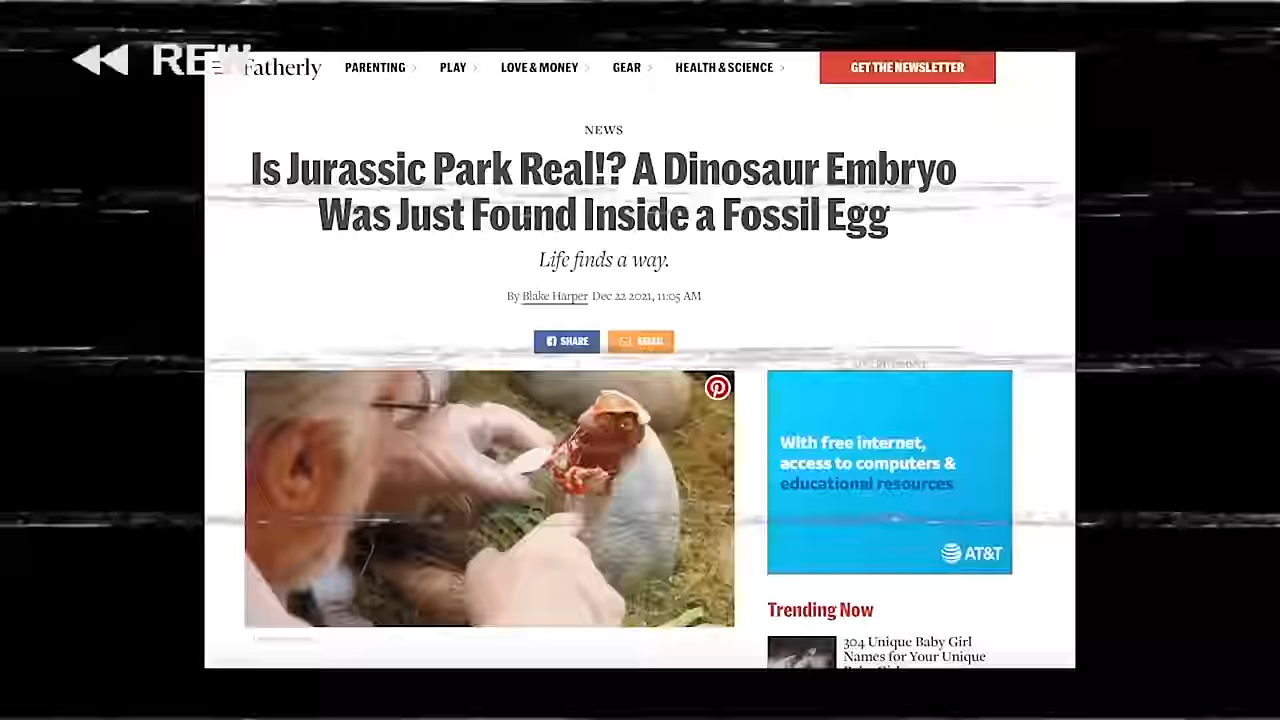 REW
Fatherly
PARENTING
PLAY
LOVE & MONEY
GEAR
HEALTH & SCIENCE
GET THE NEWSLETTER
NEWS
Is Jurassic Park Real!? A Dinosaur Embryo
Was Just Found Inside a Fossil Egg
Life finds a way.
By Blake Harper Dec 22 2021, 11:05 AM
SHARE
EMAIL
ADVERTISEMENT
With free internet,
access to computers &
educational resources
AT&T
Trending Now
304 Unique Baby Girl
Names for Your Unique